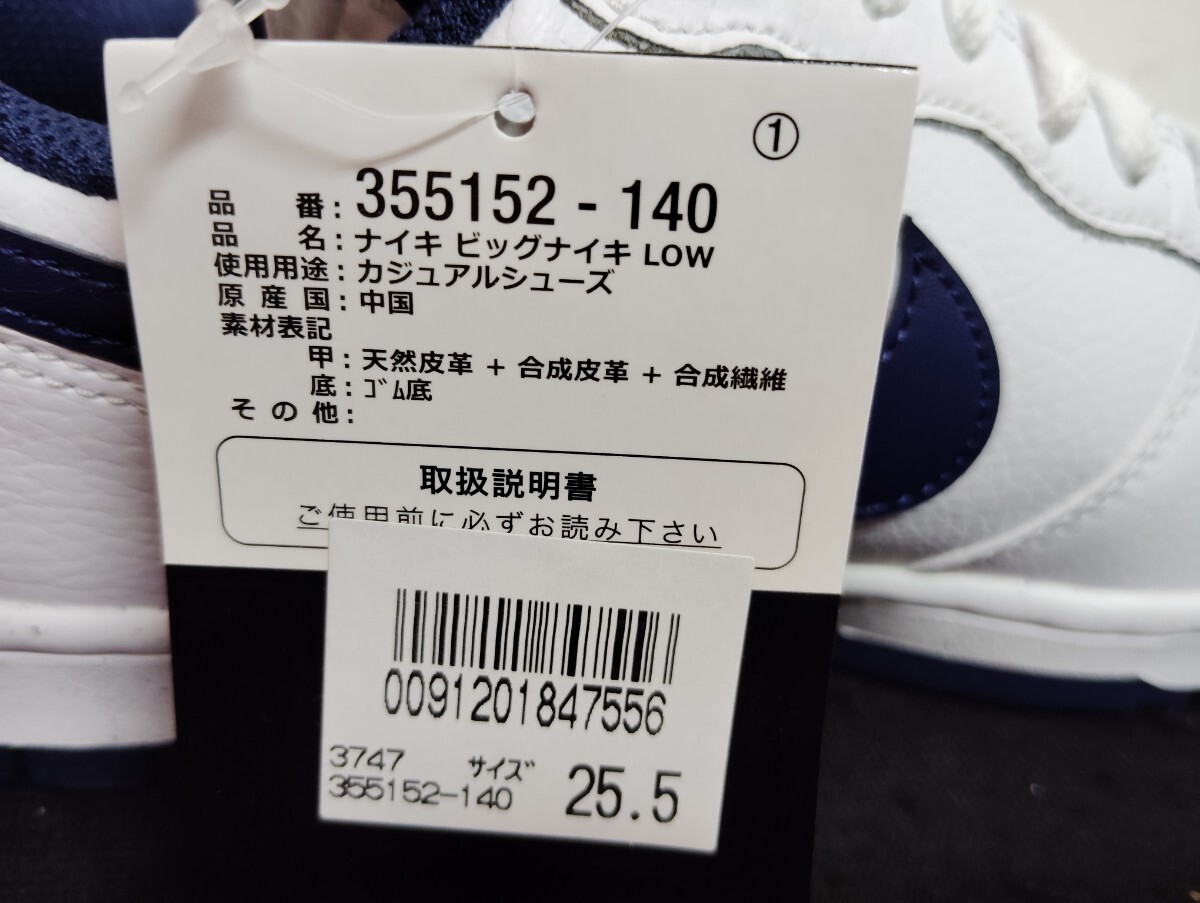 ①
品番:355152-140
品名:ナイキ ビッグナイキ LOW
使用用途:カジュアルシューズ
原産国:中国
素材表記
甲:天然皮革 + 合成皮革 + 合成繊維
底:ゴム底
その他:
取扱説明書
ご使用前に必ずお読み下さい
0091201847556
3747 サイズ 25.5
355152-140